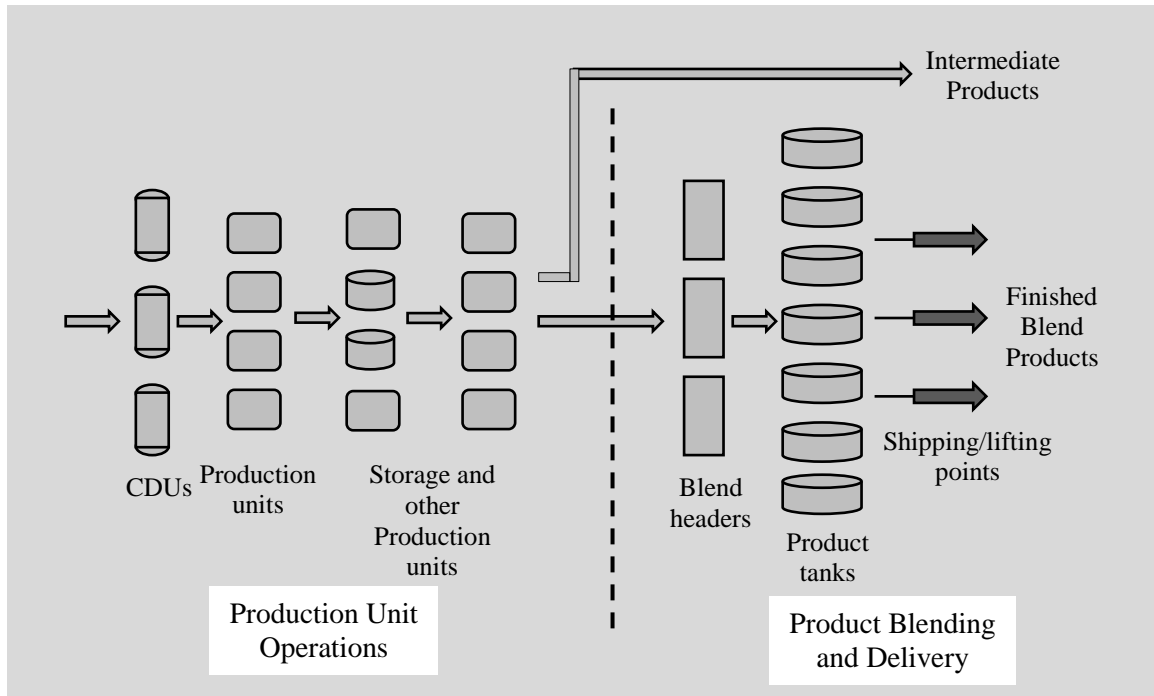 Intermediate
Products
Finished
Blend
Products
Shipping/lifting
points
CDUs
Production
units
Storage and
other
Production
units
Blend
headers
Product
tanks
Production Unit
Operations
Product Blending
and Delivery